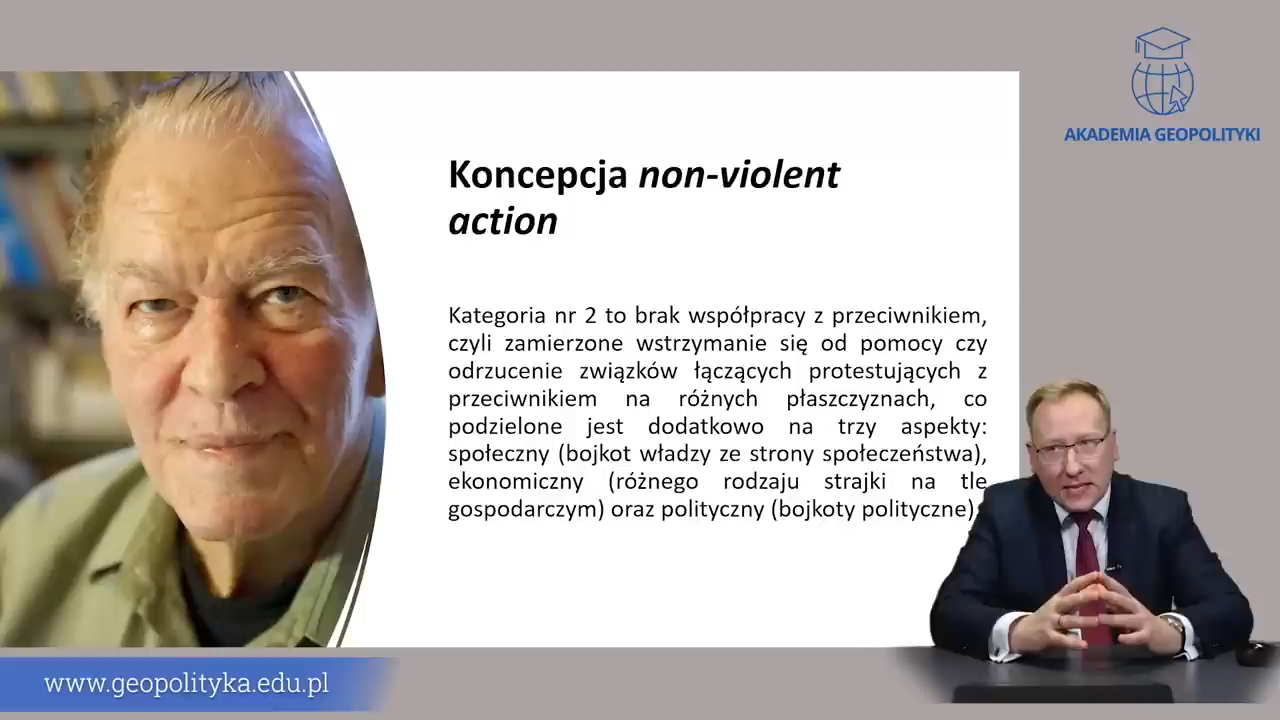 AKADEMIA GEOPOLITYKI
Koncepcja non-violent
action
Kategoria nr 2 to brak współpracy z przeciwnikiem,
czyli zamierzone wstrzymanie się od pomocy czy
odrzucenie związków łączących protestujących z
przeciwnikiem na różnych płaszczyznach, co
podzielone jest dodatkowo na trzy aspekty:
społeczny (bojkot władzy ze strony społeczeństwa),
ekonomiczny (różnego rodzaju strajki na tle
gospodarczym) oraz polityczny (bojkoty polityczne)
www.geopolityka.edu.pl